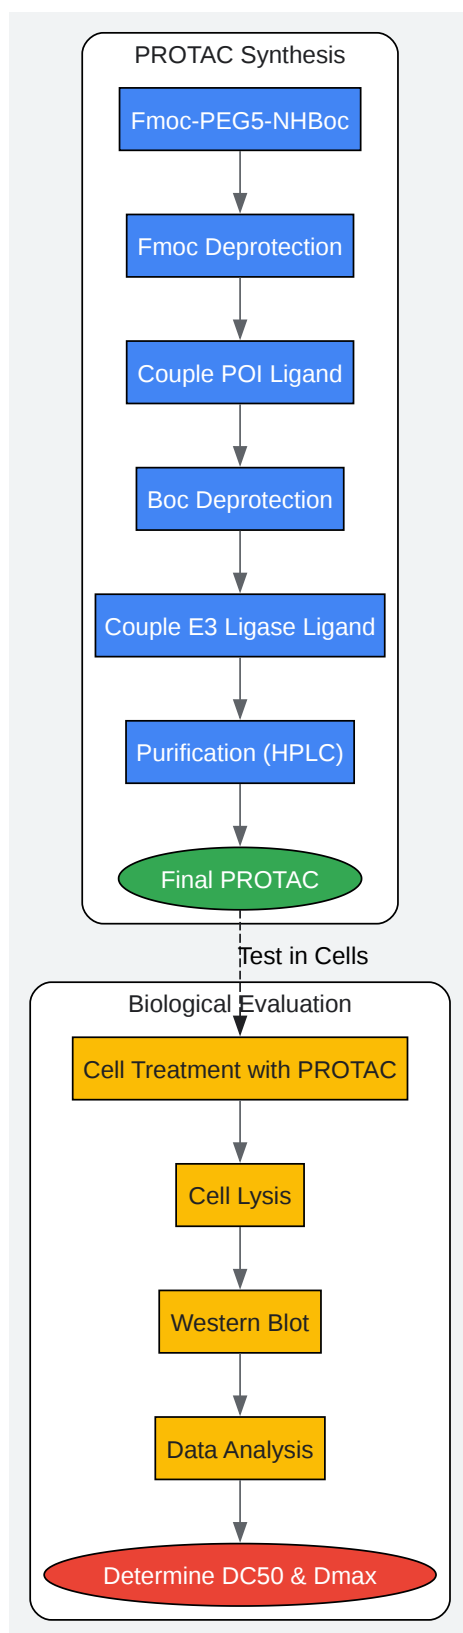 PROTAC Synthesis
Fmoc-PEG5-NHBoc
Fmoc Deprotection
Couple POI Ligand
Boc Deprotection
Couple E3 Ligase Ligand
Purification (HPLC)
Final PROTAC
Test in Cells
Biological Evaluation
Cell Treatment with PROTAC
Cell Lysis
Western Blot
Data Analysis
Determine DC50 & Dmax